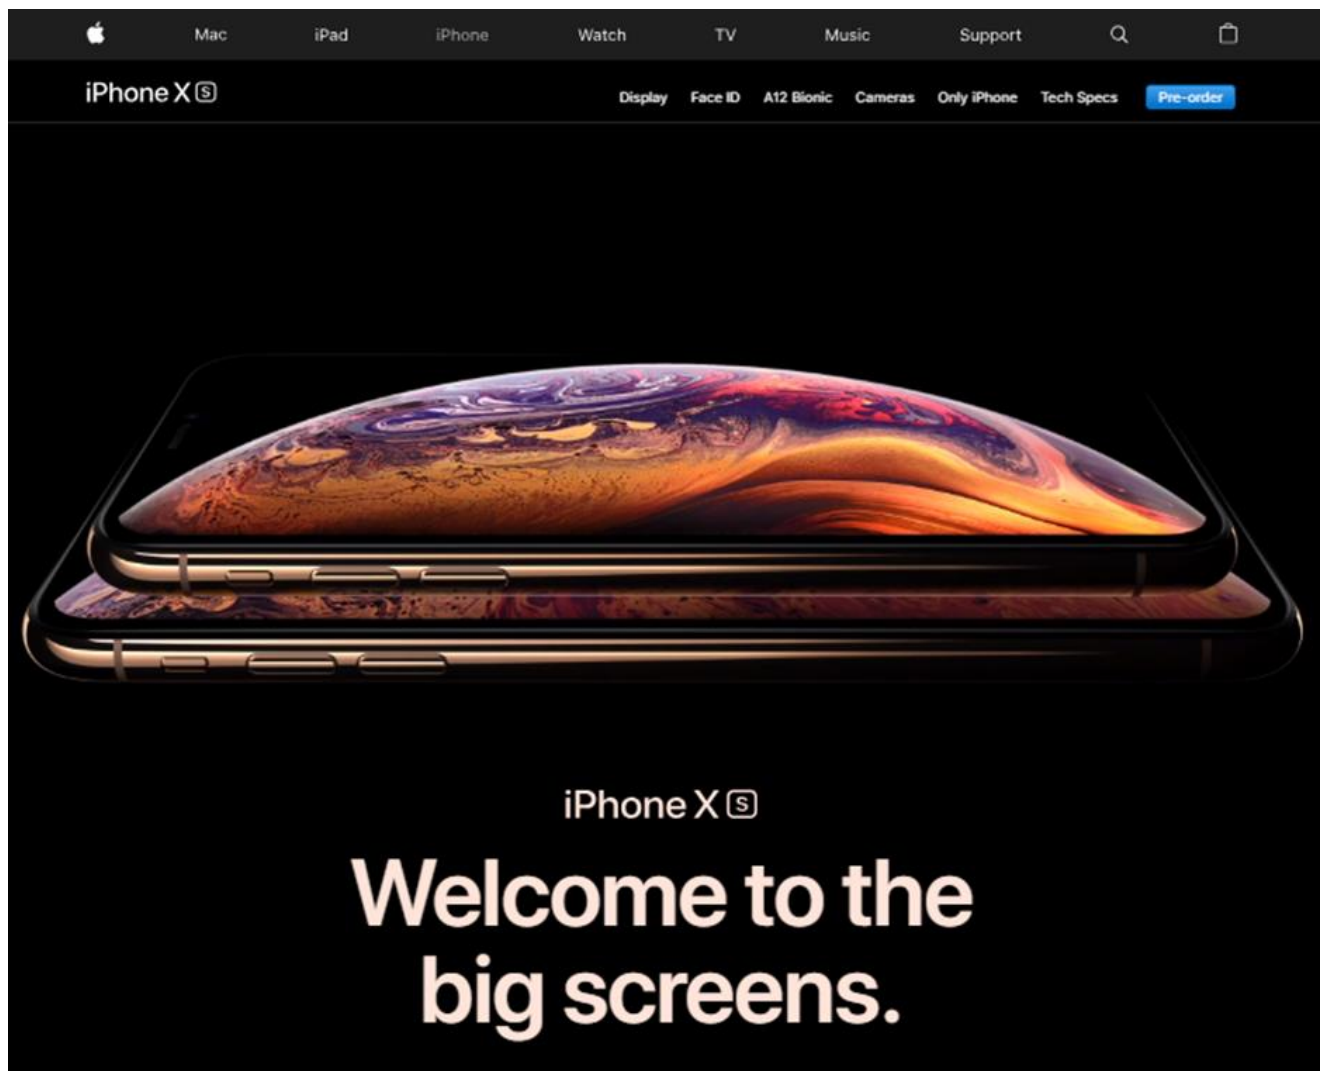 Mac iPad iPhone Watch TV Music Support
iPhone XS
Display Face ID A12 Bionic Cameras Only iPhone Tech Specs Pre-order
iPhone XS
Welcome to the
big screens.